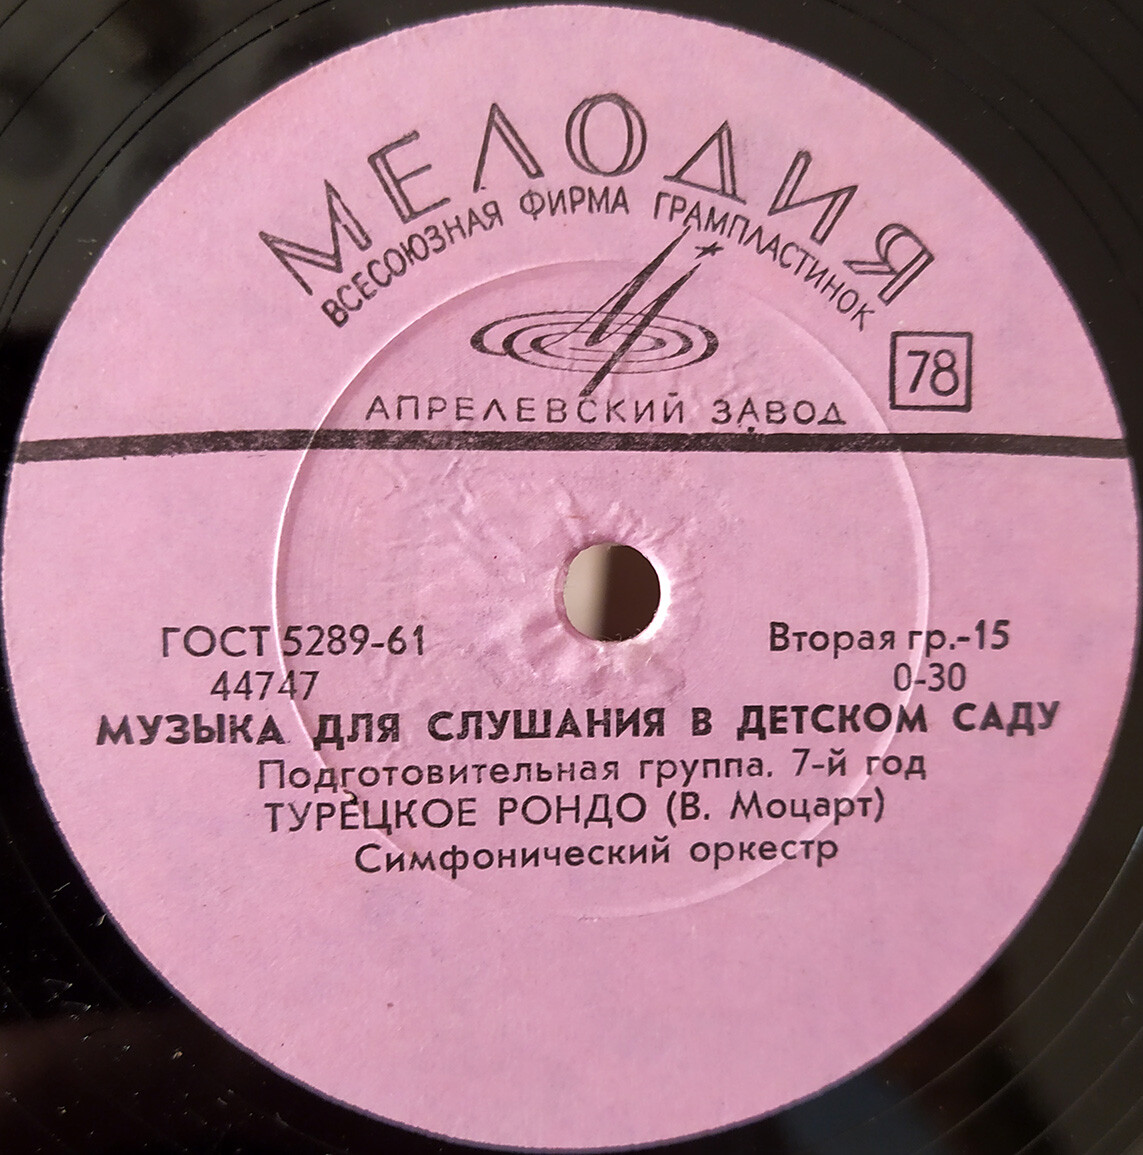 МЕЛОДИЯ
ВСЕСОЮЗНАЯ ФИРМА ГРАМПЛАСТИНОК
78
АПРЕЛЕВСКИЙ ЗАВОД
ГОСТ 5289-61 Вторая гр.-15
44747 0-30
МУЗЫКА ДЛЯ СЛУШАНИЯ В ДЕТСКОМ САДУ
Подготовительная группа. 7-й год
ТУРЕЦКОЕ РОНДО (В. Моцарт)
Симфонический оркестр